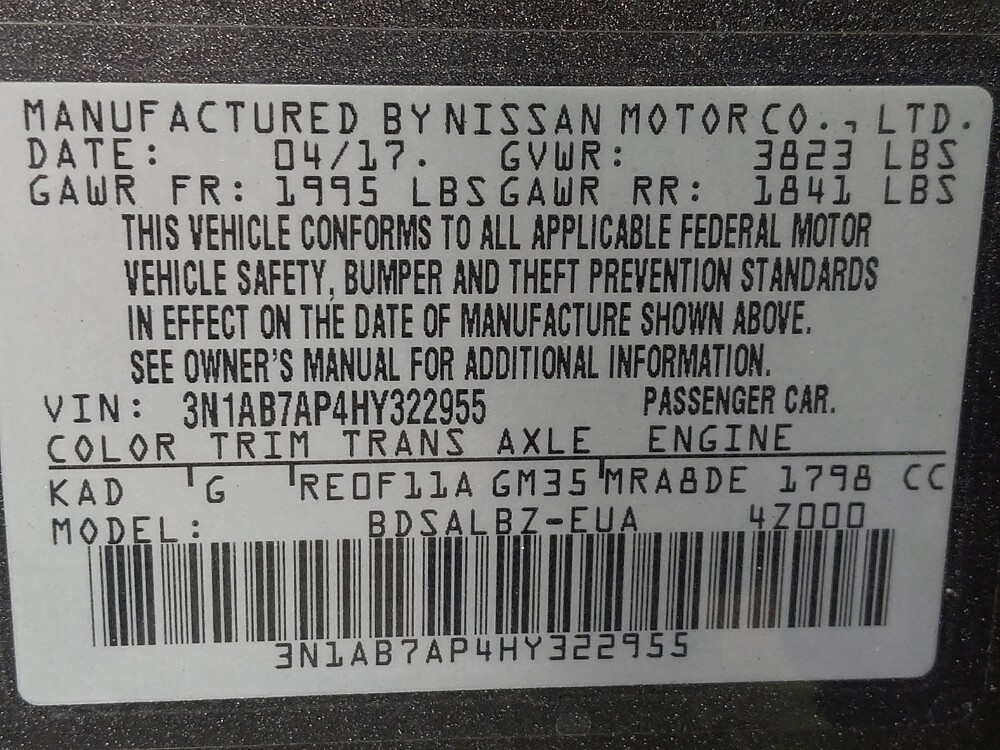 MANUFACTURED BY NISSAN MOTOR CO., LTD.
DATE: 04/17. GVWR: 3823 LBS
GAWR FR: 1995 LBS GAWR RR: 1841 LBS
THIS VEHICLE CONFORMS TO ALL APPLICABLE FEDERAL MOTOR
VEHICLE SAFETY, BUMPER AND THEFT PREVENTION STANDARDS
IN EFFECT ON THE DATE OF MANUFACTURE SHOWN ABOVE.
SEE OWNER'S MANUAL FOR ADDITIONAL INFORMATION.
VIN: 3N1AB7AP4HY322955 PASSENGER CAR.
COLOR TRIM TRANS AXLE ENGINE
KAD G RE0F11A GM35 MRA8DE 1798 CC
MODEL: BDSALBZ-EUA 4Z000
3N1AB7AP4HY322955